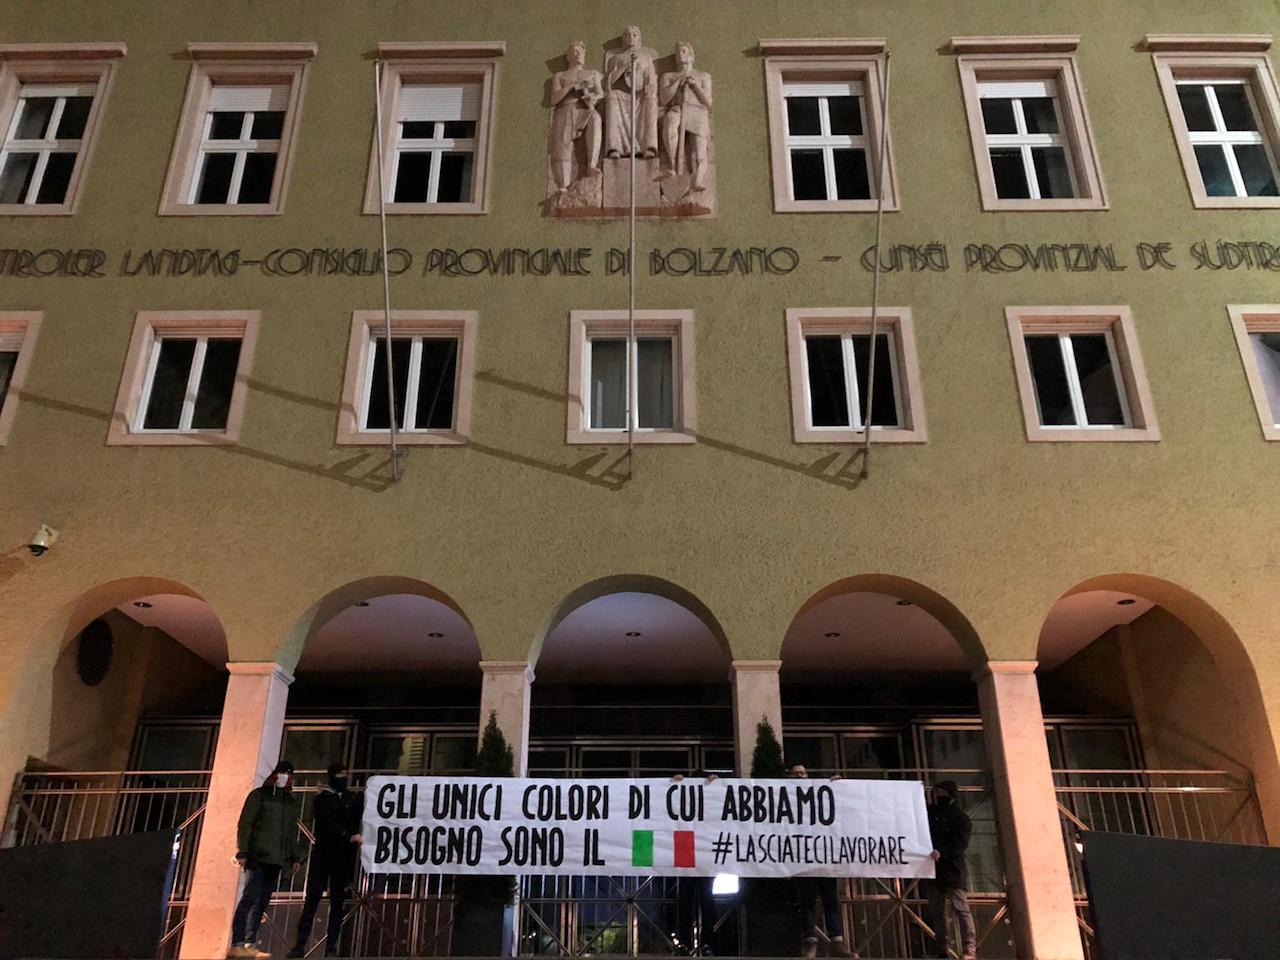 TIROLER LANDTAG-CONSIGLIO PROVINCIALE DI BOLZANO - CUNSËI PROVINZIAL DE SÜDTIR
GLI UNICI COLORI DI CUI ABBIAMO
BISOGNO SONO IL #LASCIATECILAVORARE